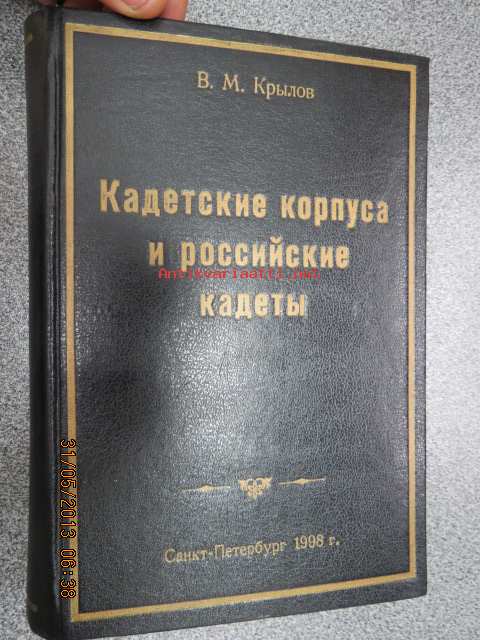 В. М. Крылов
Кадетские корпуса
и российские
Antikvariaatti.net
кадеты
Санкт-Петербург 1998 г.
31/05/2013 06:38